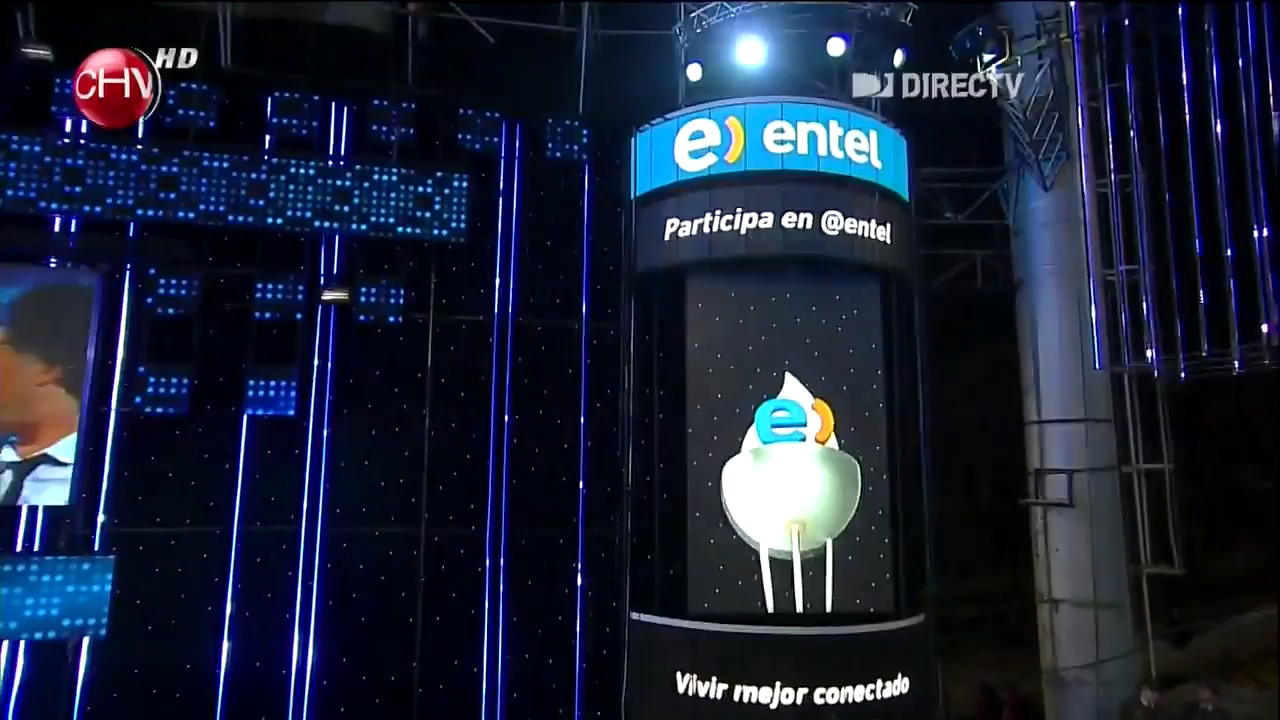 CHV HD
DIRECTV
e) entel
Participa en @entel
e)
Vivir mejor conectado